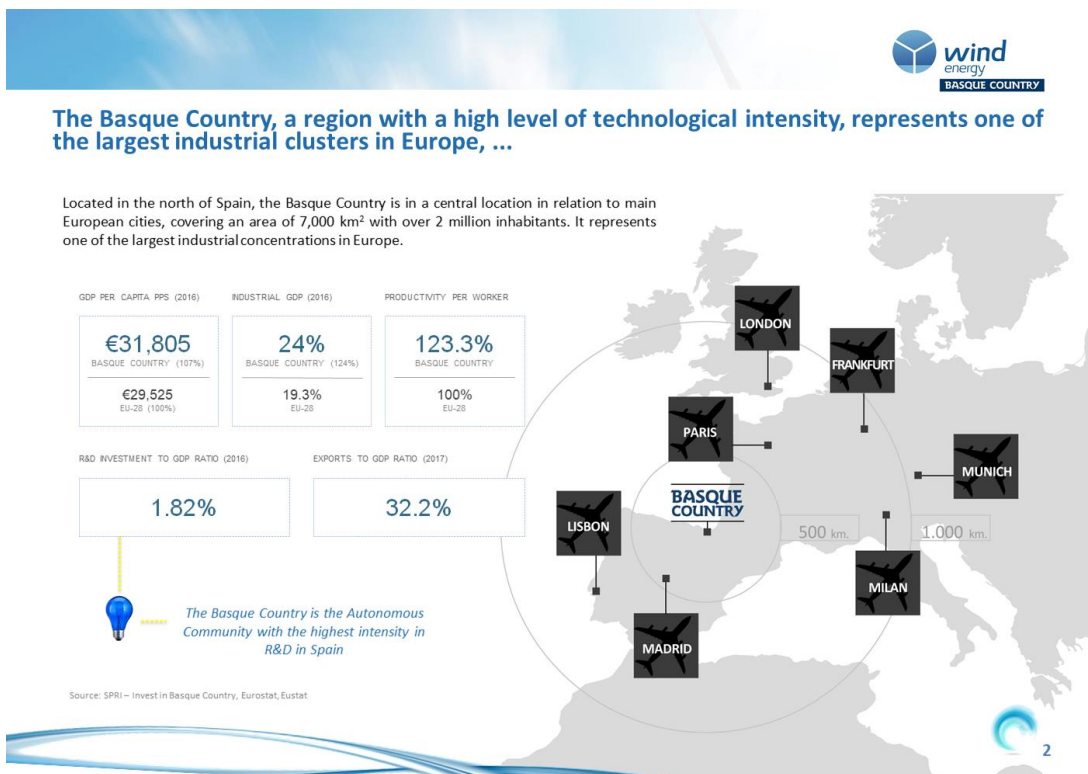 wind
energy
BASQUE COUNTRY
The Basque Country, a region with a high level of technological intensity, represents one of
the largest industrial clusters in Europe, ...
Located in the north of Spain, the Basque Country is in a central location in relation to main
European cities, covering an area of 7,000 km² with over 2 million inhabitants. It represents
one of the largest industrial concentrations in Europe.
GDP PER CAPITA PPS (2016)
€31,805
BASQUE COUNTRY (107%)
€29,525
EU-28 (100%)
INDUSTRIAL GDP (2016)
24%
BASQUE COUNTRY (124%)
19.3%
EU-28
PRODUCTIVITY PER WORKER
123.3%
BASQUE COUNTRY
100%
EU-28
R&D INVESTMENT TO GDP RATIO (2016)
1.82%
EXPORTS TO GDP RATIO (2017)
32.2%
The Basque Country is the Autonomous
Community with the highest intensity in
R&D in Spain
LONDON
FRANKFURT
PARIS
MUNICH
BASQUE
COUNTRY
LISBON
500 km.
1.000 km.
MILAN
MADRID
Source: SPRI – Invest in Basque Country, Eurostat, Eustat
2